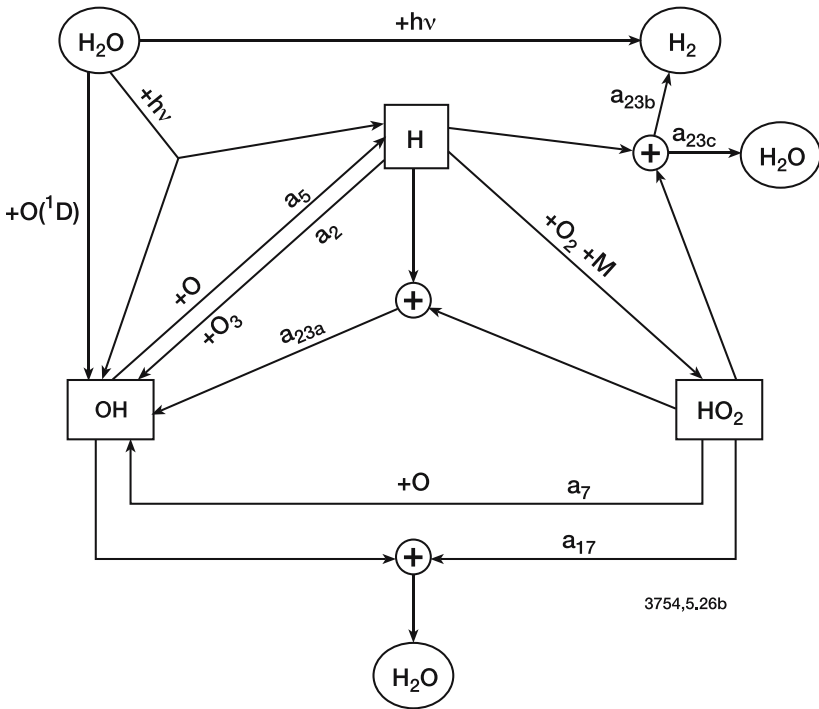 H₂O
+hν
H₂
+hν
a₂₃b
a₂₃c
H
+
H₂O
+O(¹D)
a₅
a₂
+O₂ +M
+O
+O₃
+
a₂₃a
OH
HO₂
+O
a₇
+
a₁₇
3754,5.26b
H₂O